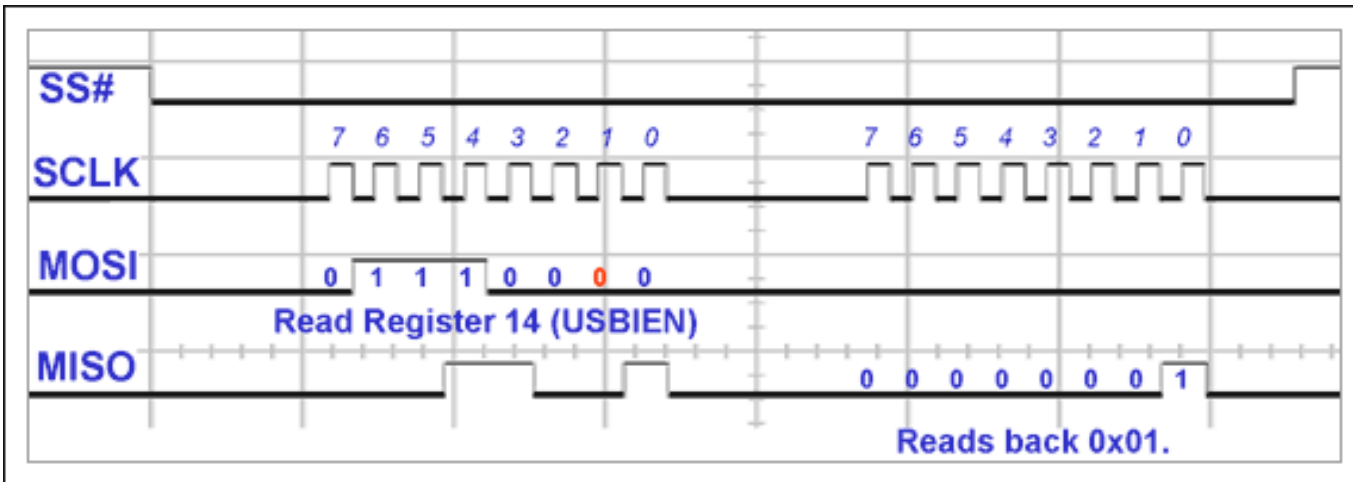 SS#
7 6 5 4 3 2 1 0 7 6 5 4 3 2 1 0
SCLK
MOSI 0 1 1 1 0 0 0 0
Read Register 14 (USBIEN)
MISO 0 0 0 0 0 0 0 1
Reads back 0x01.